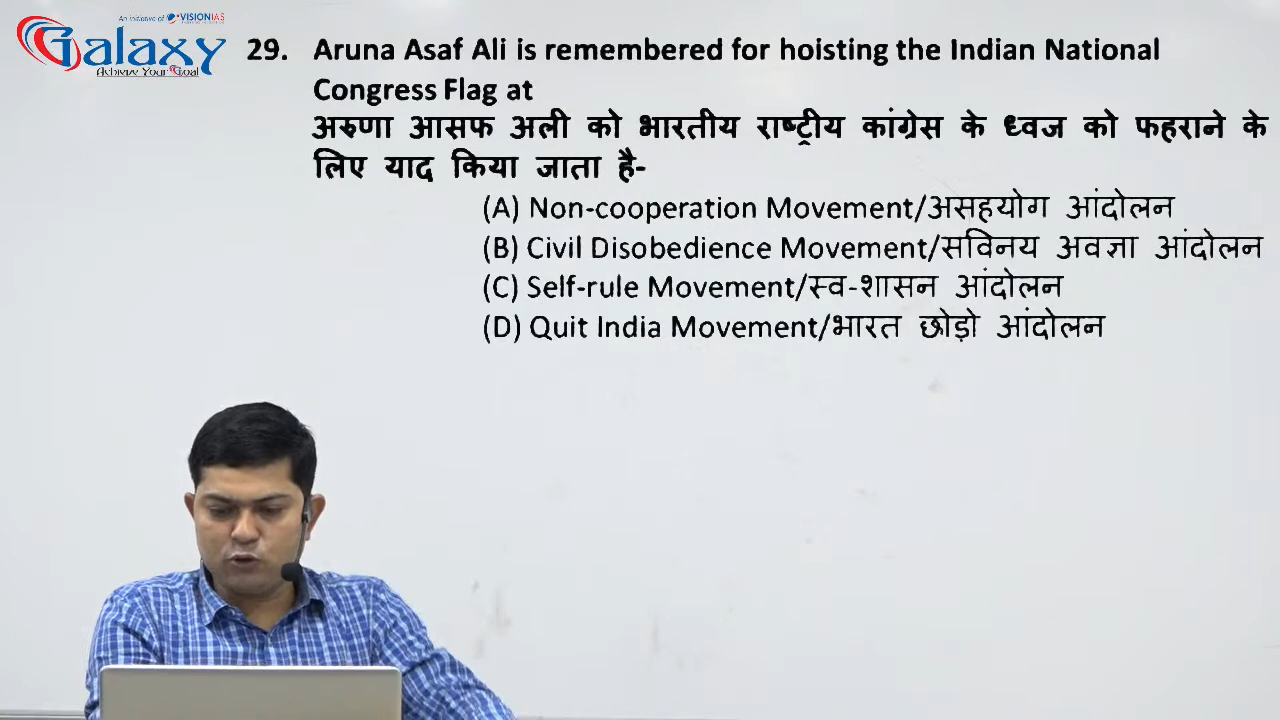 An initiative of VISIONIAS
Galaxy
Achieve Your Goal
29. Aruna Asaf Ali is remembered for hoisting the Indian National
Congress Flag at
अरुणा आसफ अली को भारतीय राष्ट्रीय कांग्रेस के ध्वज को फहराने के
लिए याद किया जाता है-
(A) Non-cooperation Movement/असहयोग आंदोलन
(B) Civil Disobedience Movement/सविनय अवज्ञा आंदोलन
(C) Self-rule Movement/स्व-शासन आंदोलन
(D) Quit India Movement/भारत छोड़ो आंदोलन